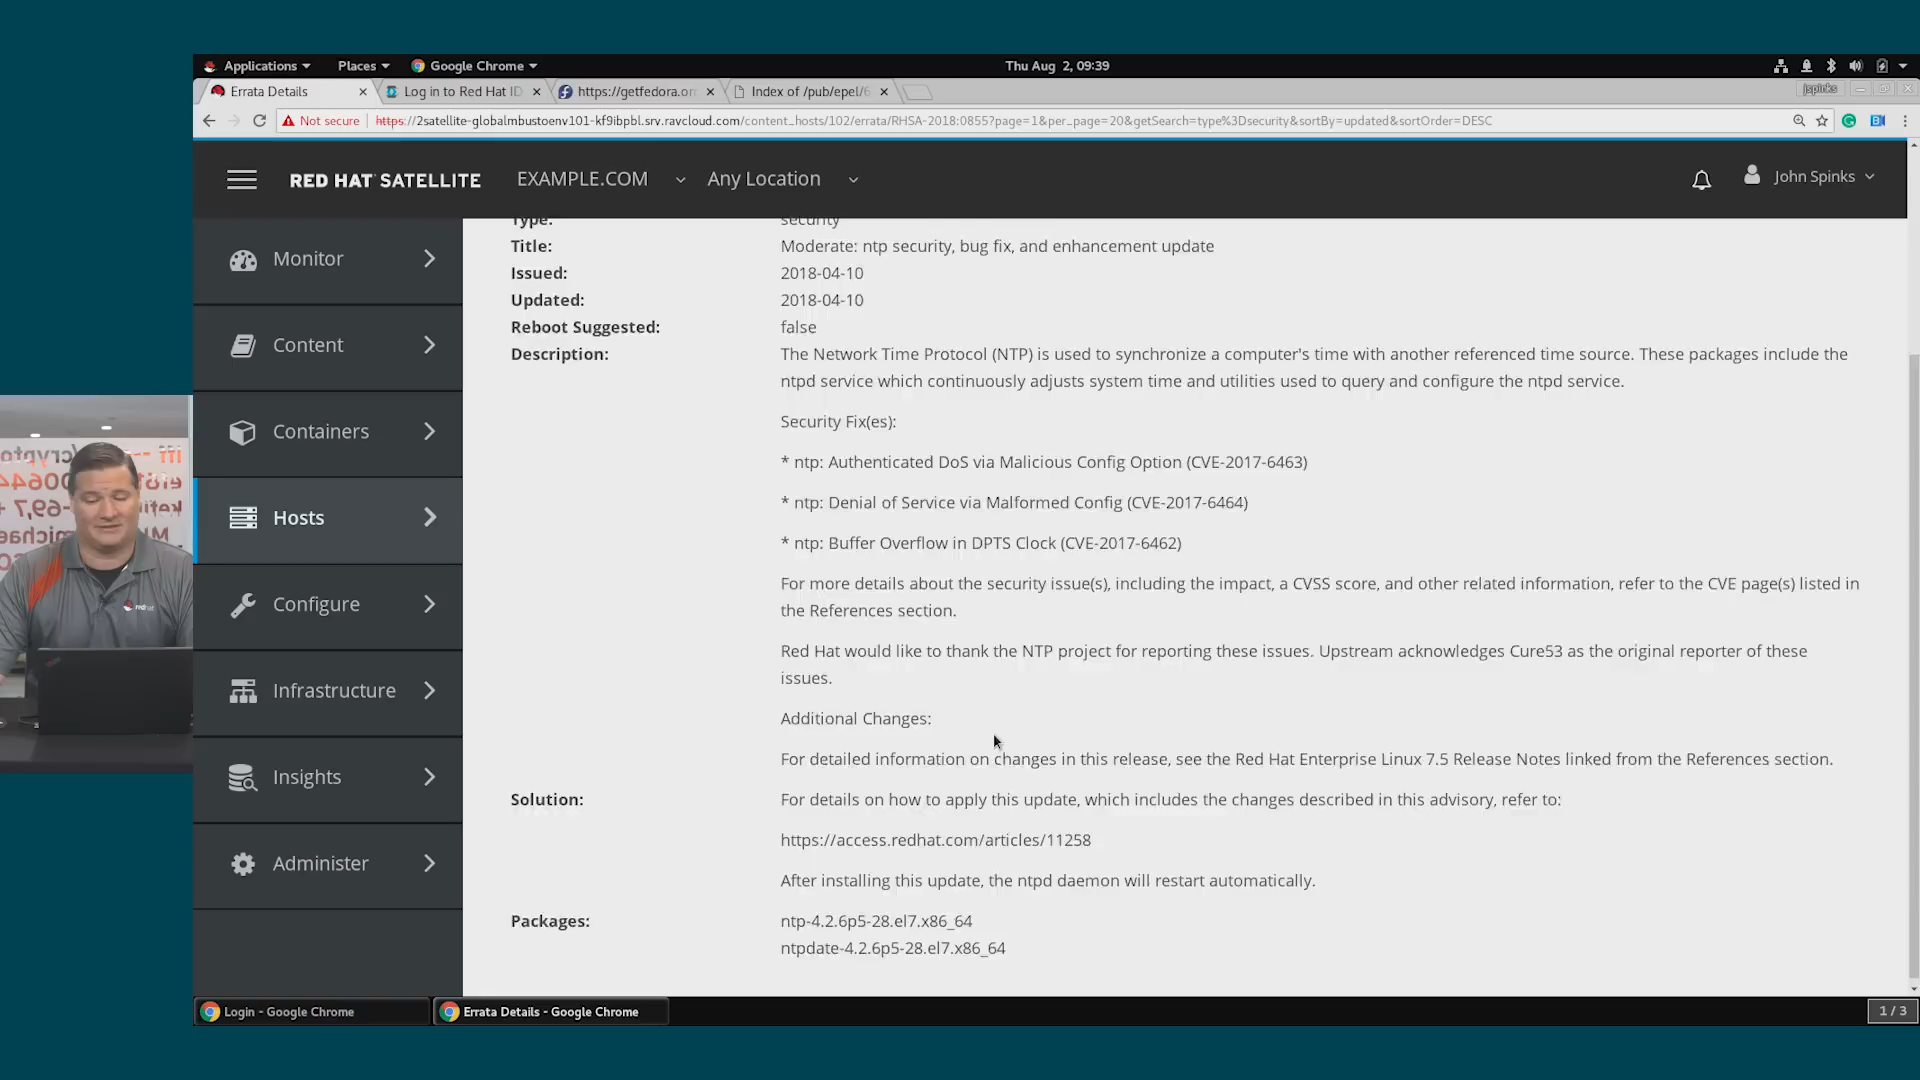 Applications Places Google Chrome Thu Aug 2, 09:39
Errata Details Log in to Red Hat ID https://getfedora.or Index of /pub/epel/6 jspinks
Not secure https://2satellite-globalmbustoenv101-kf9ibpbl.srv.ravcloud.com/content_hosts/102/errata/RHSA-2018:0855?page=1&per_page=20&getSearch=type%3Dsecurity&sortBy=updated&sortOrder=DESC
RED HAT SATELLITE EXAMPLE.COM Any Location John Spinks
Monitor
Content
Containers
Hosts
Configure
Infrastructure
Insights
Administer
Type: security
Title: Moderate: ntp security, bug fix, and enhancement update
Issued: 2018-04-10
Updated: 2018-04-10
Reboot Suggested: false
Description: The Network Time Protocol (NTP) is used to synchronize a computer's time with another referenced time source. These packages include the
ntpd service which continuously adjusts system time and utilities used to query and configure the ntpd service.
Security Fix(es):
* ntp: Authenticated DoS via Malicious Config Option (CVE-2017-6463)
* ntp: Denial of Service via Malformed Config (CVE-2017-6464)
* ntp: Buffer Overflow in DPTS Clock (CVE-2017-6462)
For more details about the security issue(s), including the impact, a CVSS score, and other related information, refer to the CVE page(s) listed in
the References section.
Red Hat would like to thank the NTP project for reporting these issues. Upstream acknowledges Cure53 as the original reporter of these
issues.
Additional Changes:
For detailed information on changes in this release, see the Red Hat Enterprise Linux 7.5 Release Notes linked from the References section.
Solution: For details on how to apply this update, which includes the changes described in this advisory, refer to:
https://access.redhat.com/articles/11258
After installing this update, the ntpd daemon will restart automatically.
Packages: ntp-4.2.6p5-28.el7.x86_64
ntpdate-4.2.6p5-28.el7.x86_64
Login - Google Chrome Errata Details - Google Chrome 1 / 3
redhat